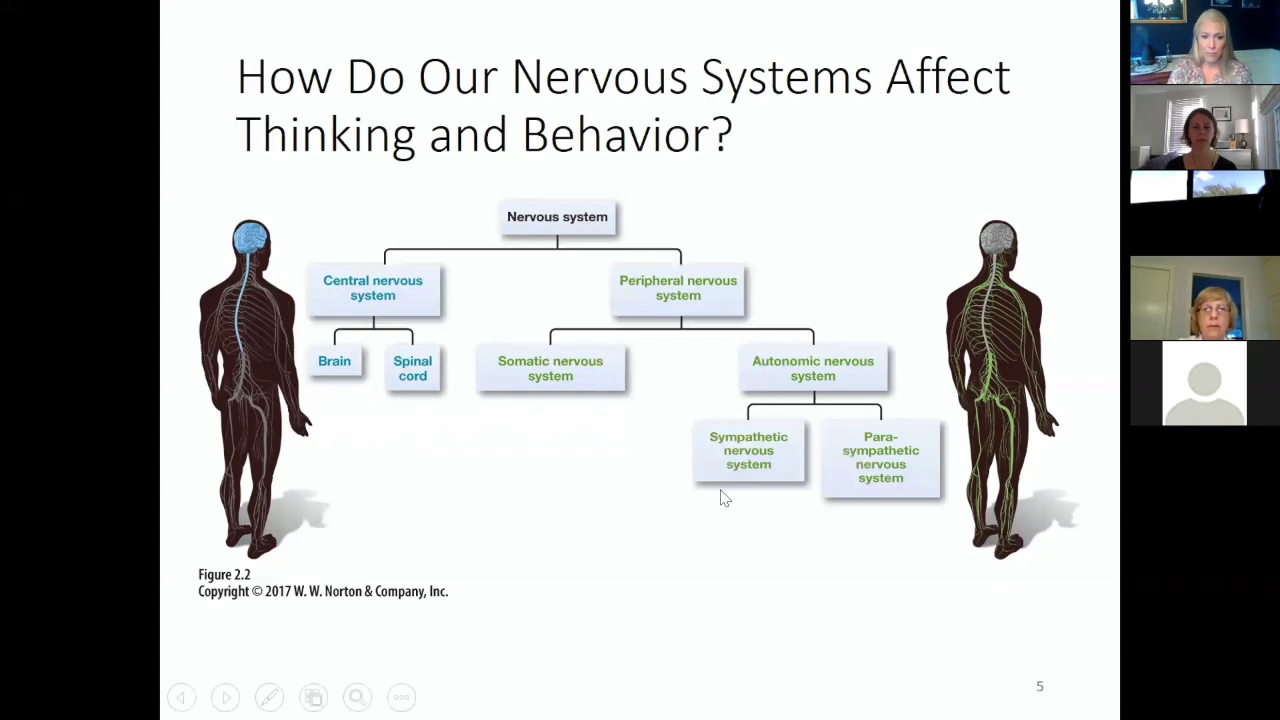 How Do Our Nervous Systems Affect
Thinking and Behavior?
Nervous system
Central nervous
system
Peripheral nervous
system
Brain
Spinal
cord
Somatic nervous
system
Autonomic nervous
system
Sympathetic
nervous
system
Para-
sympathetic
nervous
system
Figure 2.2
Copyright © 2017 W. W. Norton & Company, Inc.
5